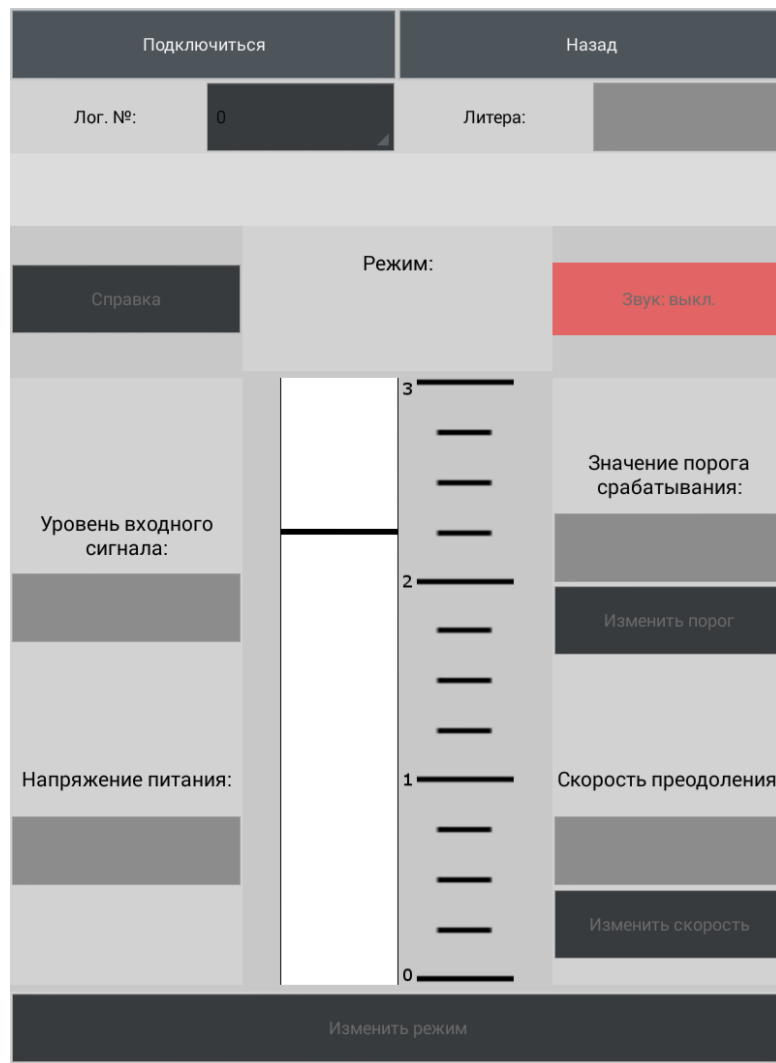 Подключиться
Назад
Лог. №:
0
Литера:
Режим:
Справка
Звук: выкл.
3
Значение порога
срабатывания:
Уровень входного
сигнала:
2
Изменить порог
Напряжение питания:
1
Скорость преодоления
Изменить скорость
0
Изменить режим